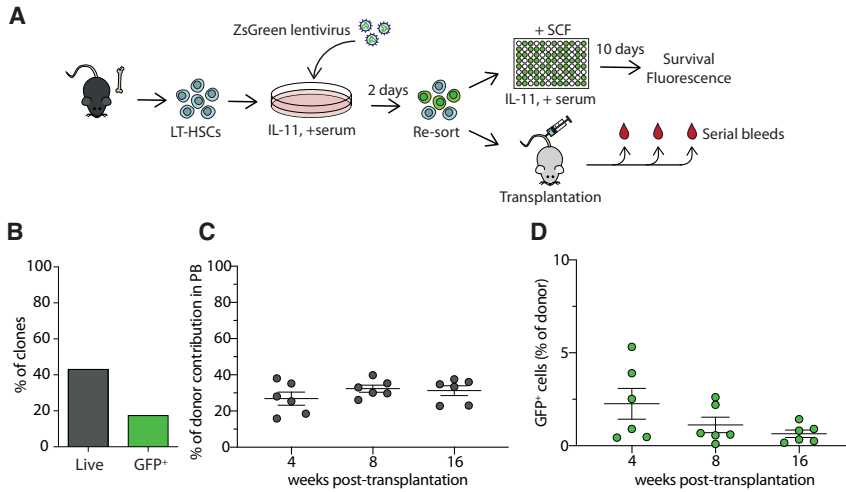 A
ZsGreen lentivirus
+ SCF
2 days
10 days
Survival
Fluorescence
LT-HSCs
IL-11, +serum
Re-sort
IL-11, + serum
Serial bleeds
Transplantation
B
% of clones
100
80
60
40
20
0
Live
GFP⁺
C
% of donor contribution in PB
100
80
60
40
20
0
4
8
16
weeks post-transplantation
D
GFP⁺ cells (% of donor)
10
5
0
4
8
16
weeks post-transplantation